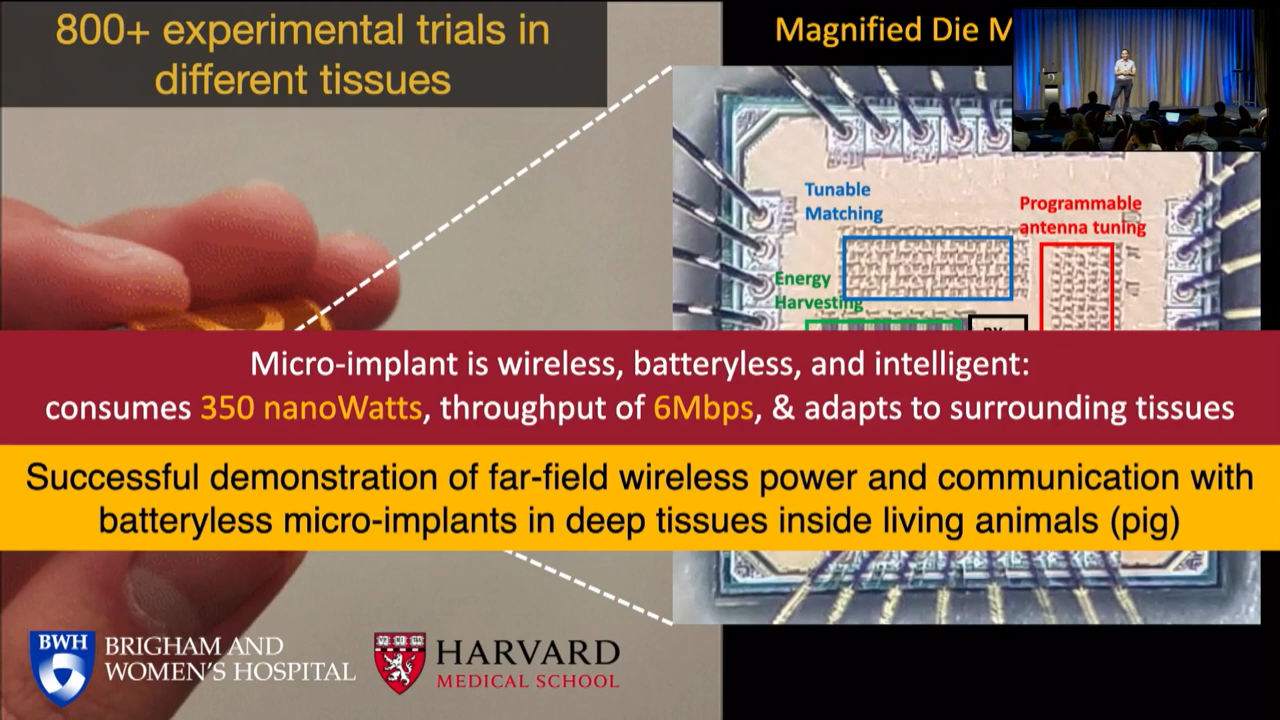 800+ experimental trials in
different tissues
Magnified Die
Tunable
Matching
Programmable
antenna tuning
Energy
Harvesting
Micro-implant is wireless, batteryless, and intelligent:
consumes 350 nanoWatts, throughput of 6Mbps, & adapts to surrounding tissues
Successful demonstration of far-field wireless power and communication with
batteryless micro-implants in deep tissues inside living animals (pig)
BWH
BRIGHAM AND
WOMEN'S HOSPITAL
HARVARD
MEDICAL SCHOOL